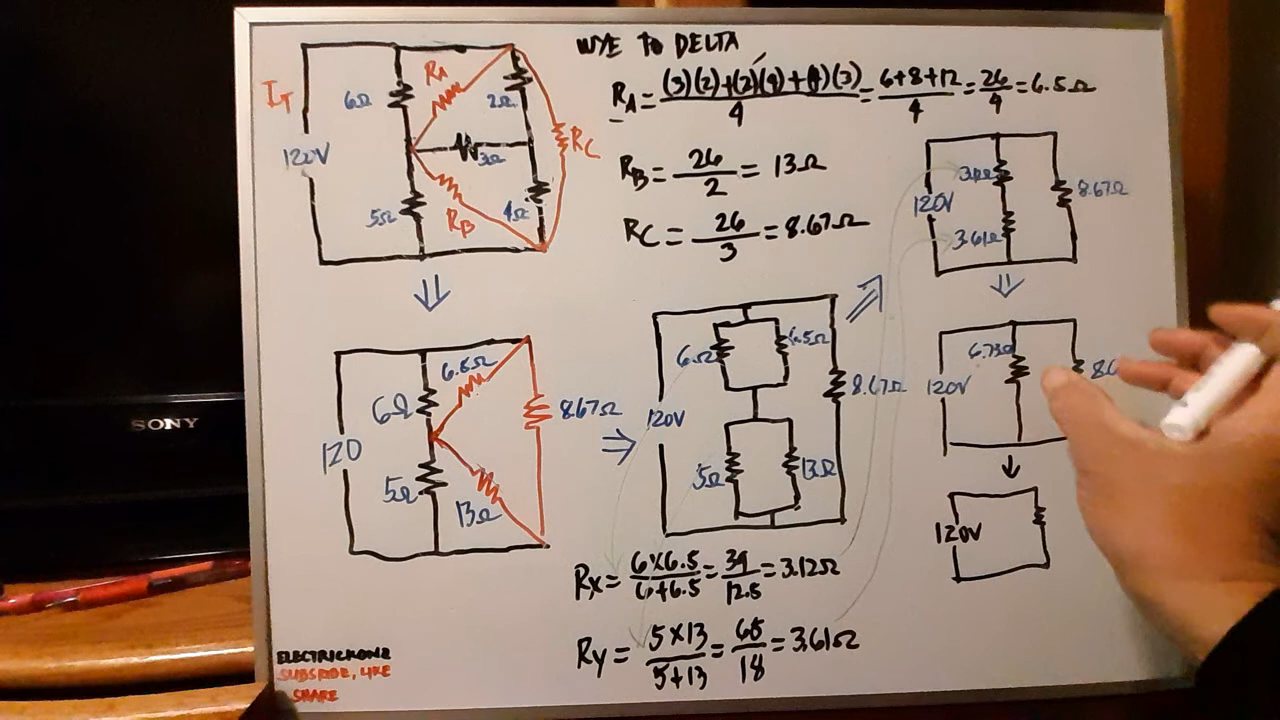 WYE TO DELTA
RA = (3)(2)+(2)(4)+(4)(3) / 4 = 6+8+12 / 4 = 26 / 4 = 6.5Ω
RB = 26 / 2 = 13Ω
RC = 26 / 3 = 8.67Ω
IT
120V
6Ω
RA
2Ω
3Ω
RC
5Ω
RB
4Ω
⇓
120
6Ω
6.5Ω
8.67Ω
5Ω
13Ω
⇒
120V
6Ω
6.5Ω
8.67Ω
5Ω
13Ω
120V
3.12Ω
8.67Ω
3.61Ω
⇓
120V
6.73Ω
↓
120V
Rx = 6×6.5 / 6+6.5 = 39 / 12.5 = 3.12Ω
Ry = 5×13 / 5+13 = 65 / 18 = 3.61Ω
SONY
ELECTRICKONZ
SUBSCRIBE, LIKE
SHARE